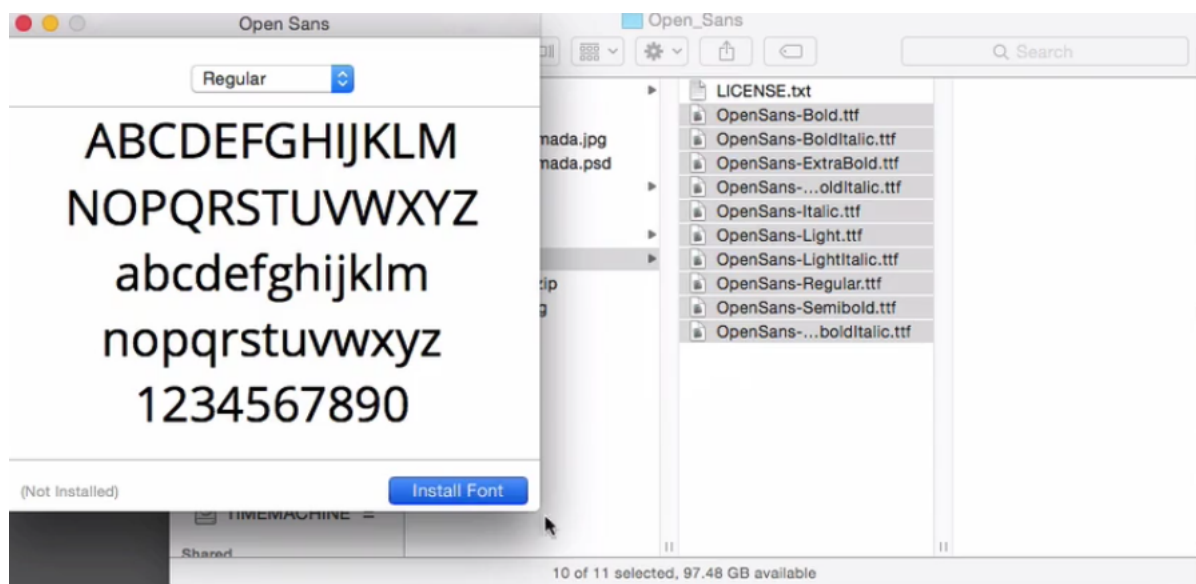 Open Sans
Regular
ABCDEFGHIJKLM
NOPQRSTUVWXYZ
abcdefghijklm
nopqrstuvwxyz
1234567890
(Not Installed)
Install Font
Open_Sans
Search
mada.jpg
mada.psd
zip
g
LICENSE.txt
OpenSans-Bold.ttf
OpenSans-BoldItalic.ttf
OpenSans-ExtraBold.ttf
OpenSans-...oldItalic.ttf
OpenSans-Italic.ttf
OpenSans-Light.ttf
OpenSans-LightItalic.ttf
OpenSans-Regular.ttf
OpenSans-Semibold.ttf
OpenSans-...boldItalic.ttf
TIMEMACHINE
Shared
10 of 11 selected, 97.48 GB available